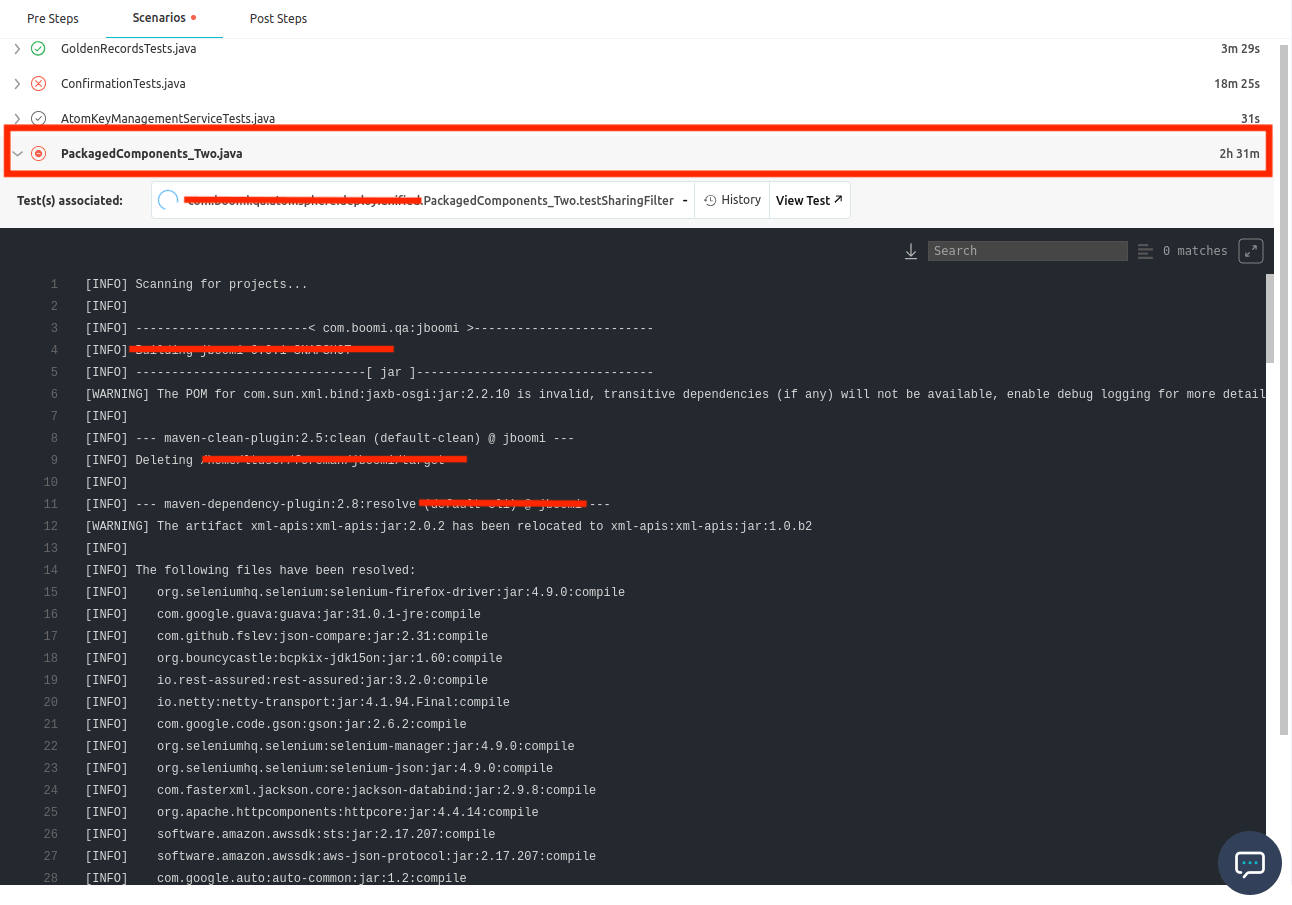 Pre Steps Scenarios Post Steps
GoldenRecordsTests.java 3m 29s
ConfirmationTests.java 18m 25s
AtomKeyManagementServiceTests.java 31s
PackagedComponents_Two.java 2h 31m
Test(s) associated: .PackagedComponents_Two.testSharingFilter - History View Test
Search 0 matches
1 [INFO] Scanning for projects...
2 [INFO]
3 [INFO] ------------------------< com.boomi.qa:jboomi >-------------------------
4 [INFO]
5 [INFO] --------------------------------[ jar ]---------------------------------
6 [WARNING] The POM for com.sun.xml.bind:jaxb-osgi:jar:2.2.10 is invalid, transitive dependencies (if any) will not be available, enable debug logging for more detail
7 [INFO]
8 [INFO] --- maven-clean-plugin:2.5:clean (default-clean) @ jboomi ---
9 [INFO] Deleting
10 [INFO]
11 [INFO] --- maven-dependency-plugin:2.8:resolve ---
12 [WARNING] The artifact xml-apis:xml-apis:jar:2.0.2 has been relocated to xml-apis:xml-apis:jar:1.0.b2
13 [INFO]
14 [INFO] The following files have been resolved:
15 [INFO] org.seleniumhq.selenium:selenium-firefox-driver:jar:4.9.0:compile
16 [INFO] com.google.guava:guava:jar:31.0.1-jre:compile
17 [INFO] com.github.fslev:json-compare:jar:2.31:compile
18 [INFO] org.bouncycastle:bcpkix-jdk15on:jar:1.60:compile
19 [INFO] io.rest-assured:rest-assured:jar:3.2.0:compile
20 [INFO] io.netty:netty-transport:jar:4.1.94.Final:compile
21 [INFO] com.google.code.gson:gson:jar:2.6.2:compile
22 [INFO] org.seleniumhq.selenium:selenium-manager:jar:4.9.0:compile
23 [INFO] org.seleniumhq.selenium:selenium-json:jar:4.9.0:compile
24 [INFO] com.fasterxml.jackson.core:jackson-databind:jar:2.9.8:compile
25 [INFO] org.apache.httpcomponents:httpcore:jar:4.4.14:compile
26 [INFO] software.amazon.awssdk:sts:jar:2.17.207:compile
27 [INFO] software.amazon.awssdk:aws-json-protocol:jar:2.17.207:compile
28 [INFO] com.google.auto:auto-common:jar:1.2:compile